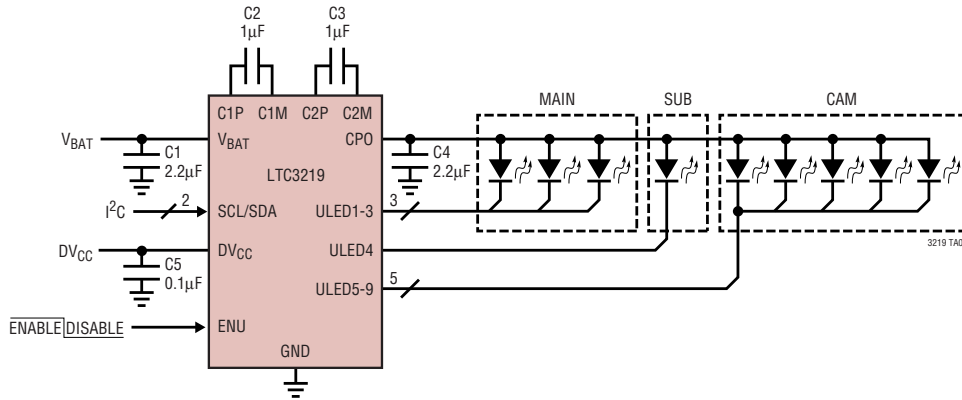 C2
1µF
C3
1µF
C1P C1M C2P C2M
MAIN SUB CAM
VBAT
VBAT
CPO
C1
2.2µF
C4
2.2µF
LTC3219
I2C
2
SCL/SDA
ULED1-3
3
DVCC
DVCC
ULED4
3219 TA0
C5
0.1µF
ULED5-9
5
ENABLE DISABLE
ENU
GND